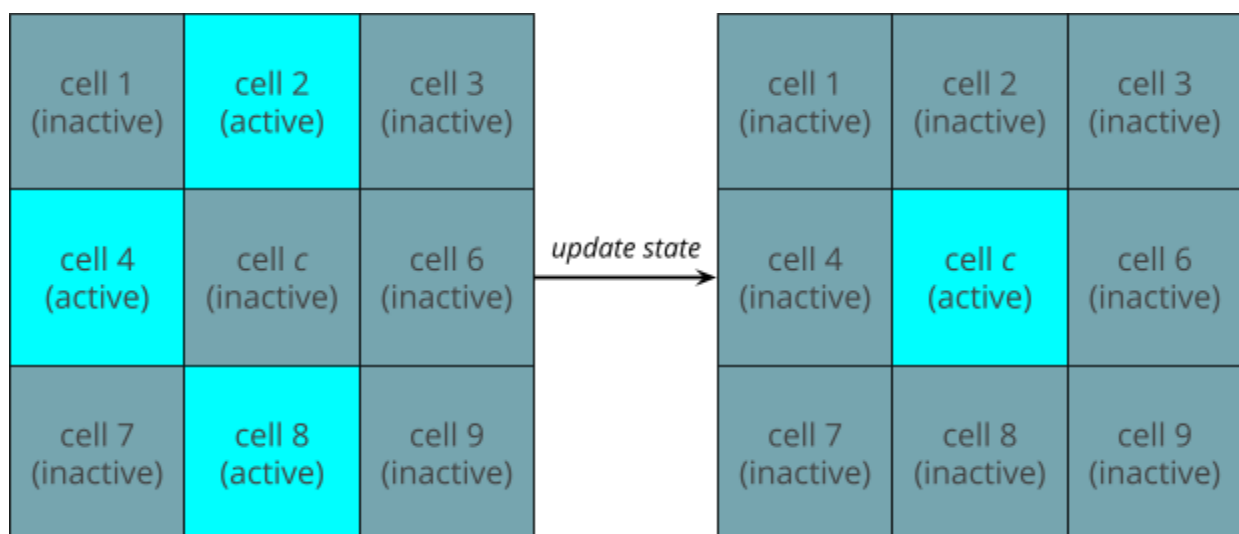 cell 1
(inactive)
cell 2
(active)
cell 3
(inactive)
cell 4
(active)
cell c
(inactive)
cell 6
(inactive)
cell 7
(inactive)
cell 8
(active)
cell 9
(inactive)
update state
cell 1
(inactive)
cell 2
(inactive)
cell 3
(inactive)
cell 4
(inactive)
cell c
(active)
cell 6
(inactive)
cell 7
(inactive)
cell 8
(inactive)
cell 9
(inactive)